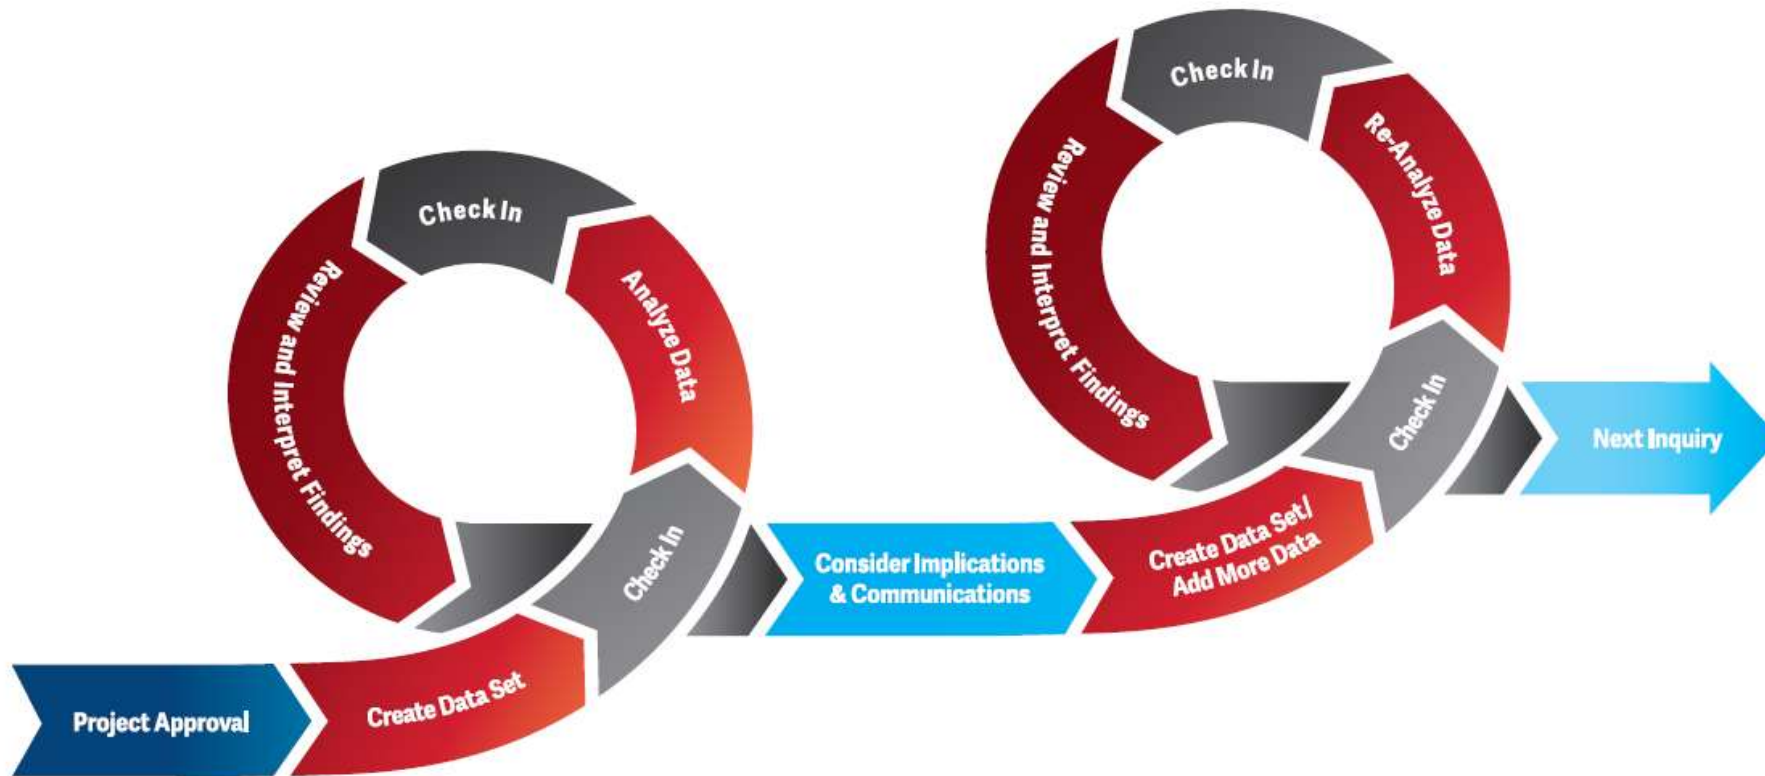 Project Approval
Create Data Set
Check In
Analyze Data
Check In
Review and Interpret Findings
Consider Implications
& Communications
Create Data Set/
Add More Data
Check In
Re-Analyze Data
Check In
Review and Interpret Findings
Next Inquiry